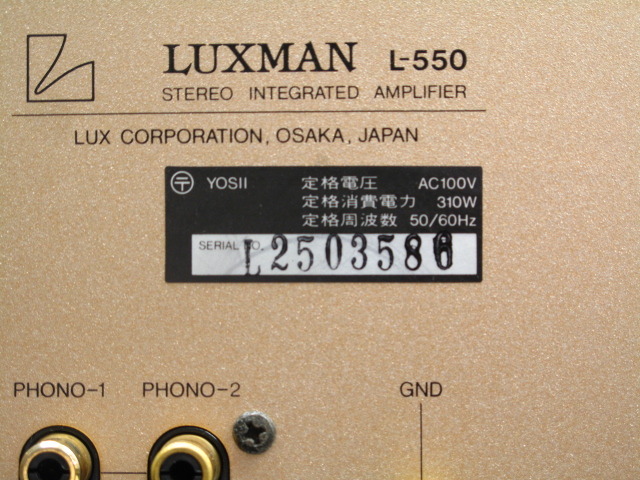 LUXMAN L-550
STEREO INTEGRATED AMPLIFIER
LUX CORPORATION, OSAKA, JAPAN
〒 YOSII 定格電圧 AC100V
定格消費電力 310W
定格周波数 50/60Hz
SERIAL NO.
PHONO-1 PHONO-2 GND